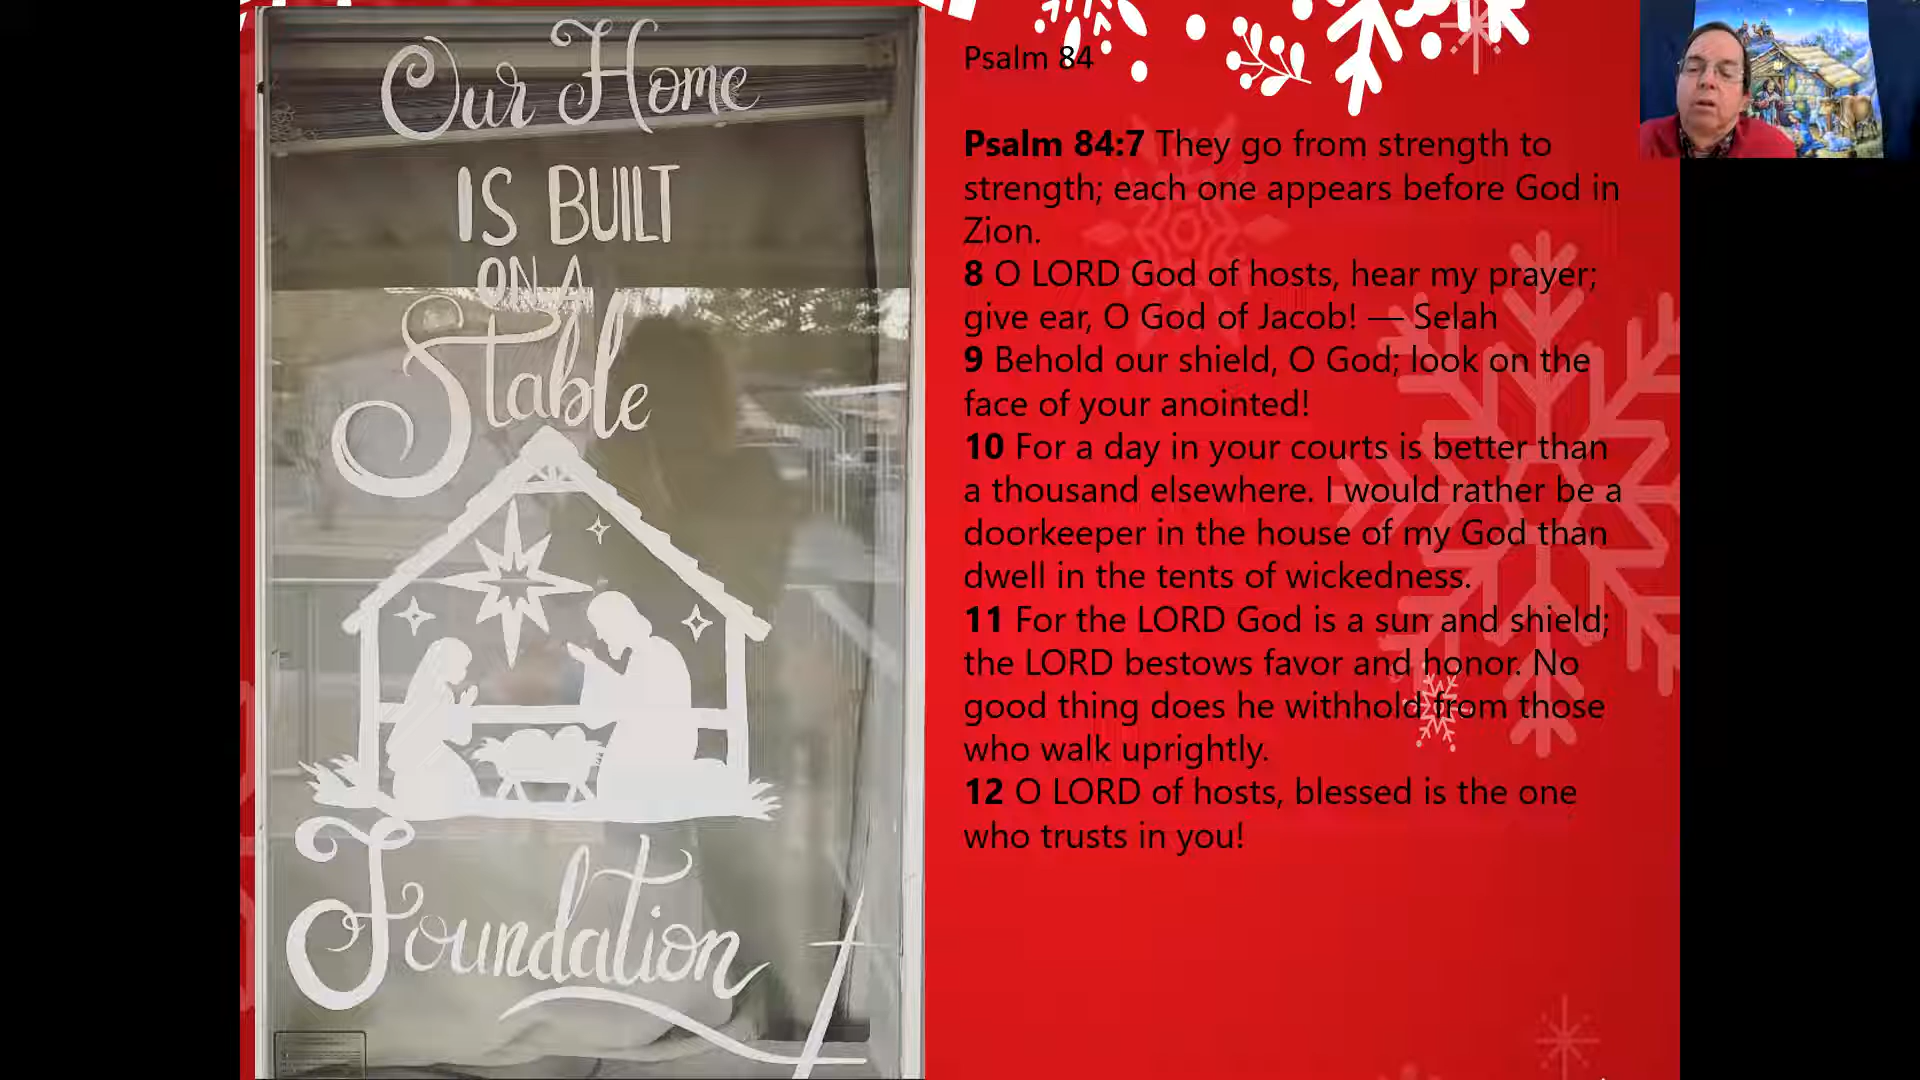 Our Home
IS BUILT
ON A
Stable
Foundation
Psalm 84
Psalm 84:7 They go from strength to
strength; each one appears before God in
Zion.
8 O LORD God of hosts, hear my prayer;
give ear, O God of Jacob! — Selah
9 Behold our shield, O God; look on the
face of your anointed!
10 For a day in your courts is better than
a thousand elsewhere. I would rather be a
doorkeeper in the house of my God than
dwell in the tents of wickedness.
11 For the LORD God is a sun and shield;
the LORD bestows favor and honor. No
good thing does he withhold from those
who walk uprightly.
12 O LORD of hosts, blessed is the one
who trusts in you!